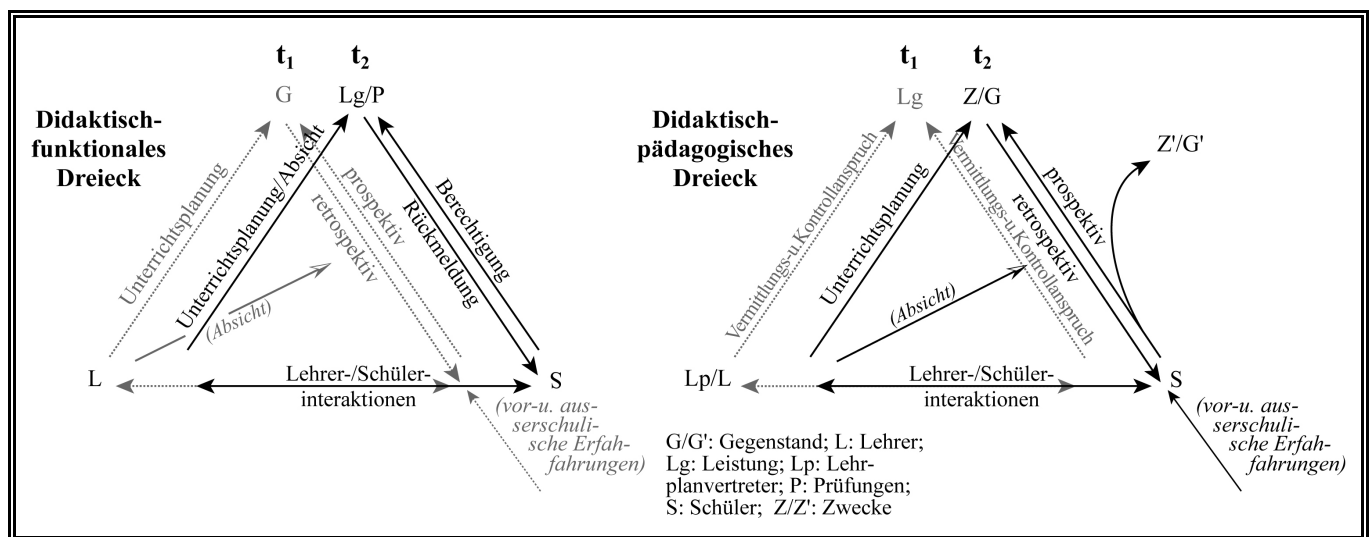 t1 t2
G Lg/P
Didaktisch-
funktionales
Dreieck
Unterrichtsplanung
Unterrichtsplanung/Absicht
(Absicht)
prospektiv
retrospektiv
Berechtigung
Rückmeldung
L
Lehrer-/Schüler-
interaktionen
S
(vor-u. aus-
serschuli-
sche Erfah-
fahrungen)
t1 t2
Lg Z/G
Didaktisch-
pädagogisches
Dreieck
Z'/G'
Vermittlungs-u.Kontrollanspruch
Unterrichtsplanung
(Absicht)
Vermittlungs-u.Kontrollanspruch
retrospektiv
prospektiv
Lp/L
Lehrer-/Schüler-
interaktionen
S
(vor-u. aus-
serschuli-
sche Erfah-
fahrungen)
G/G': Gegenstand; L: Lehrer;
Lg: Leistung; Lp: Lehr-
planvertreter; P: Prüfungen;
S: Schüler; Z/Z': Zwecke